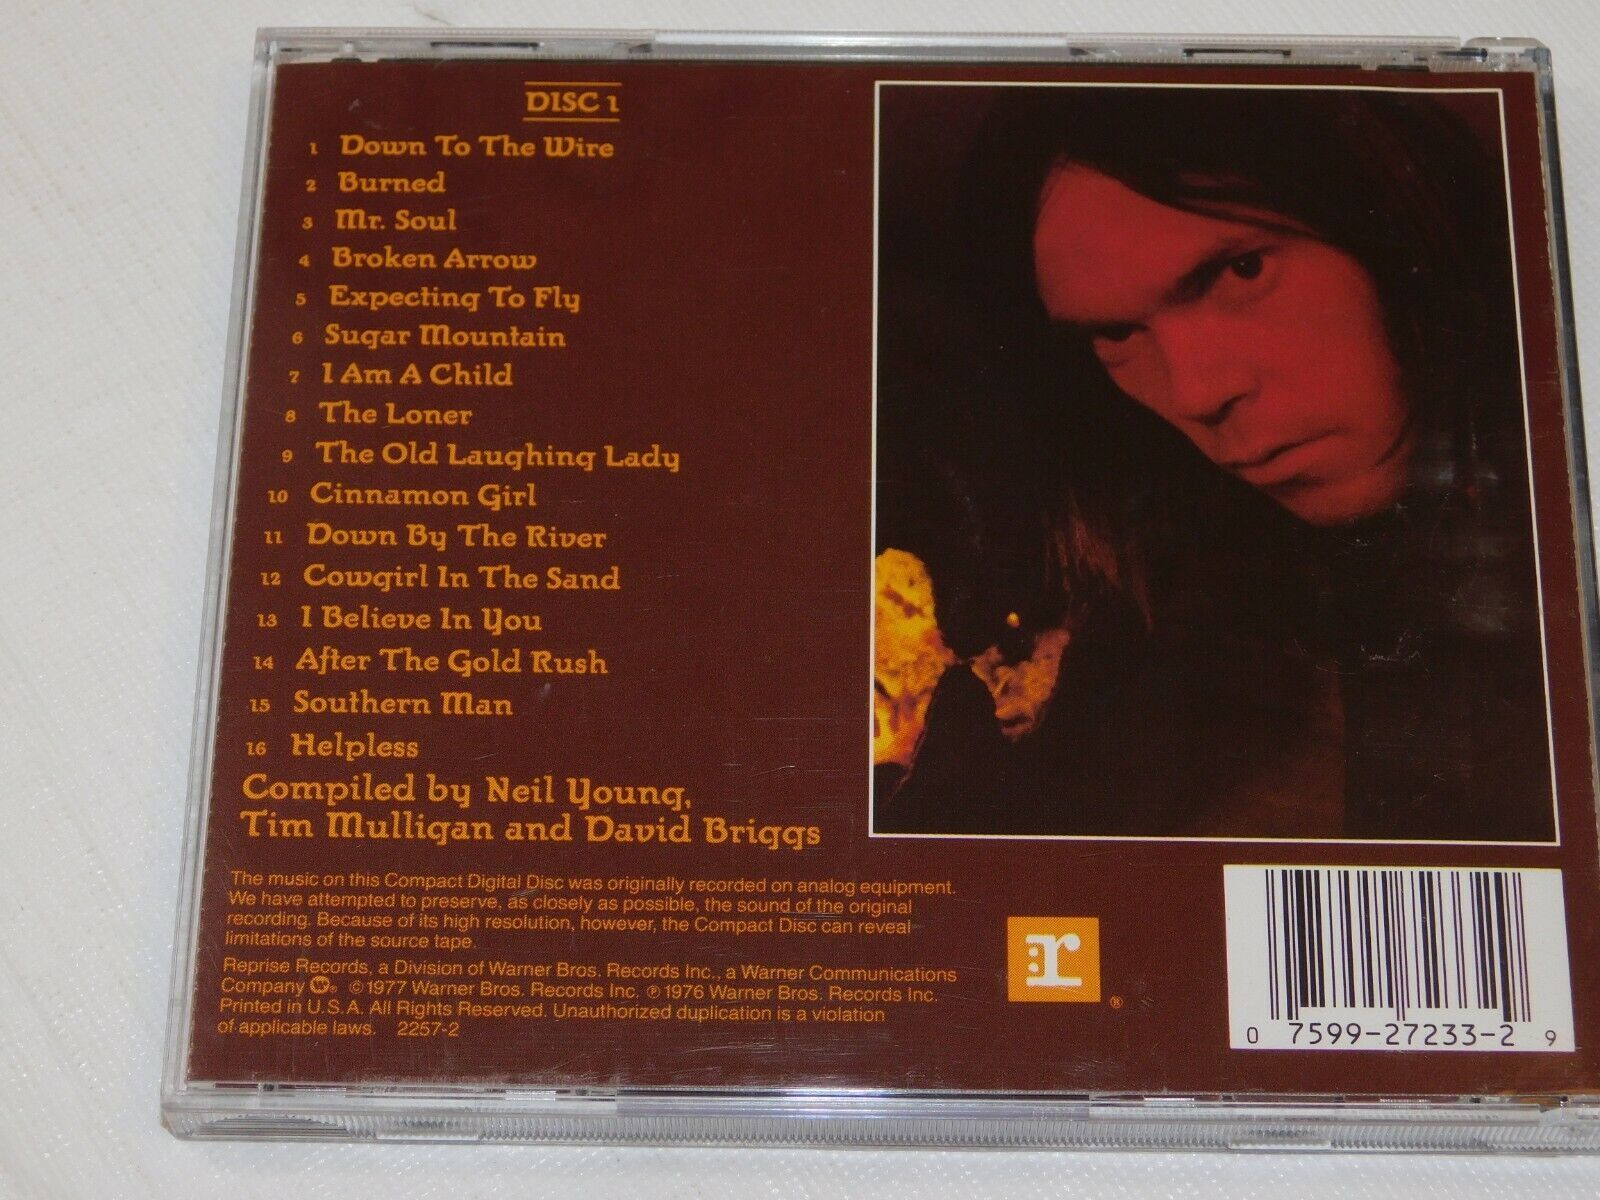 DISC 1
1 Down To The Wire
2 Burned
3 Mr. Soul
4 Broken Arrow
5 Expecting To Fly
6 Sugar Mountain
7 I Am A Child
8 The Loner
9 The Old Laughing Lady
10 Cinnamon Girl
11 Down By The River
12 Cowgirl In The Sand
13 I Believe In You
14 After The Gold Rush
15 Southern Man
16 Helpless
Compiled by Neil Young,
Tim Mulligan and David Briggs
The music on this Compact Digital Disc was originally recorded on analog equipment.
We have attempted to preserve, as closely as possible, the sound of the original
recording. Because of its high resolution, however, the Compact Disc can reveal
limitations of the source tape.
Reprise Records, a Division of Warner Bros. Records Inc., a Warner Communications
Company ©1977 Warner Bros. Records Inc. ℗1976 Warner Bros. Records Inc.
Printed in U.S.A. All Rights Reserved. Unauthorized duplication is a violation
of applicable laws. 2257-2
:r ®
0 7599-27233-2 9